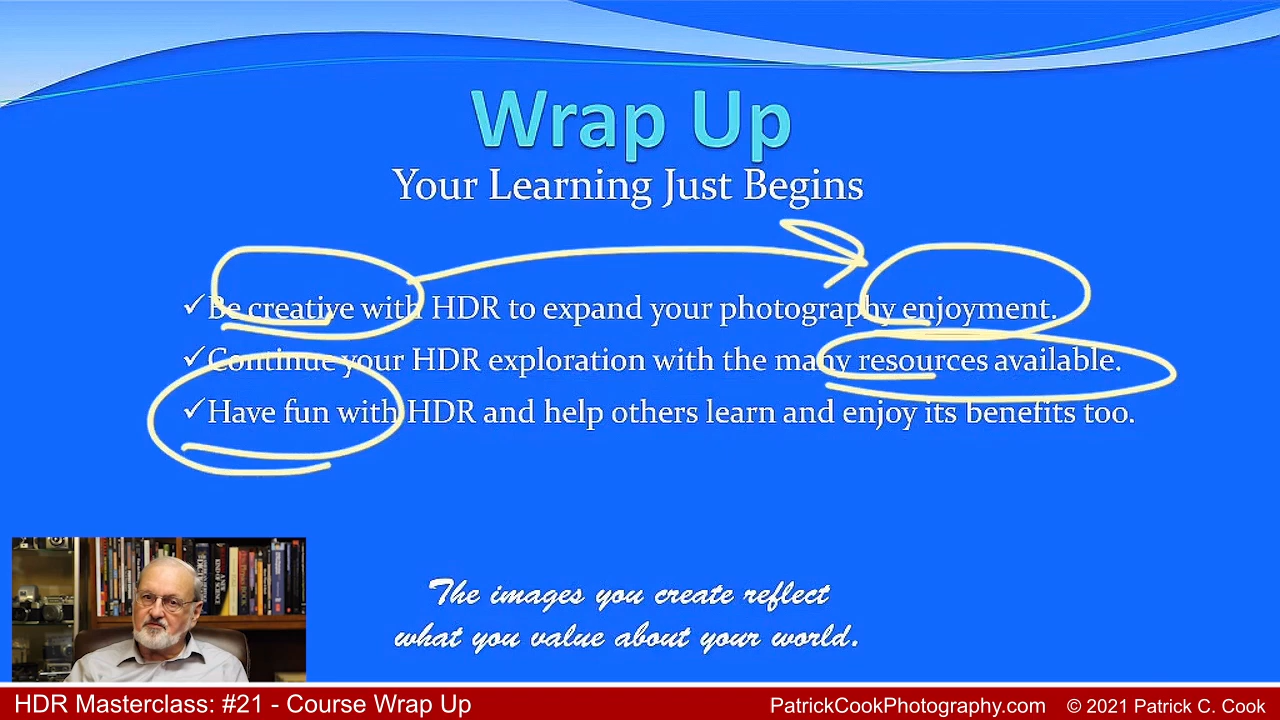 Wrap Up
Your Learning Just Begins
✓Be creative with HDR to expand your photography enjoyment.
✓Continue your HDR exploration with the many resources available.
✓Have fun with HDR and help others learn and enjoy its benefits too.
The images you create reflect
what you value about your world.
HDR Masterclass: #21 - Course Wrap Up
PatrickCookPhotography.com © 2021 Patrick C. Cook